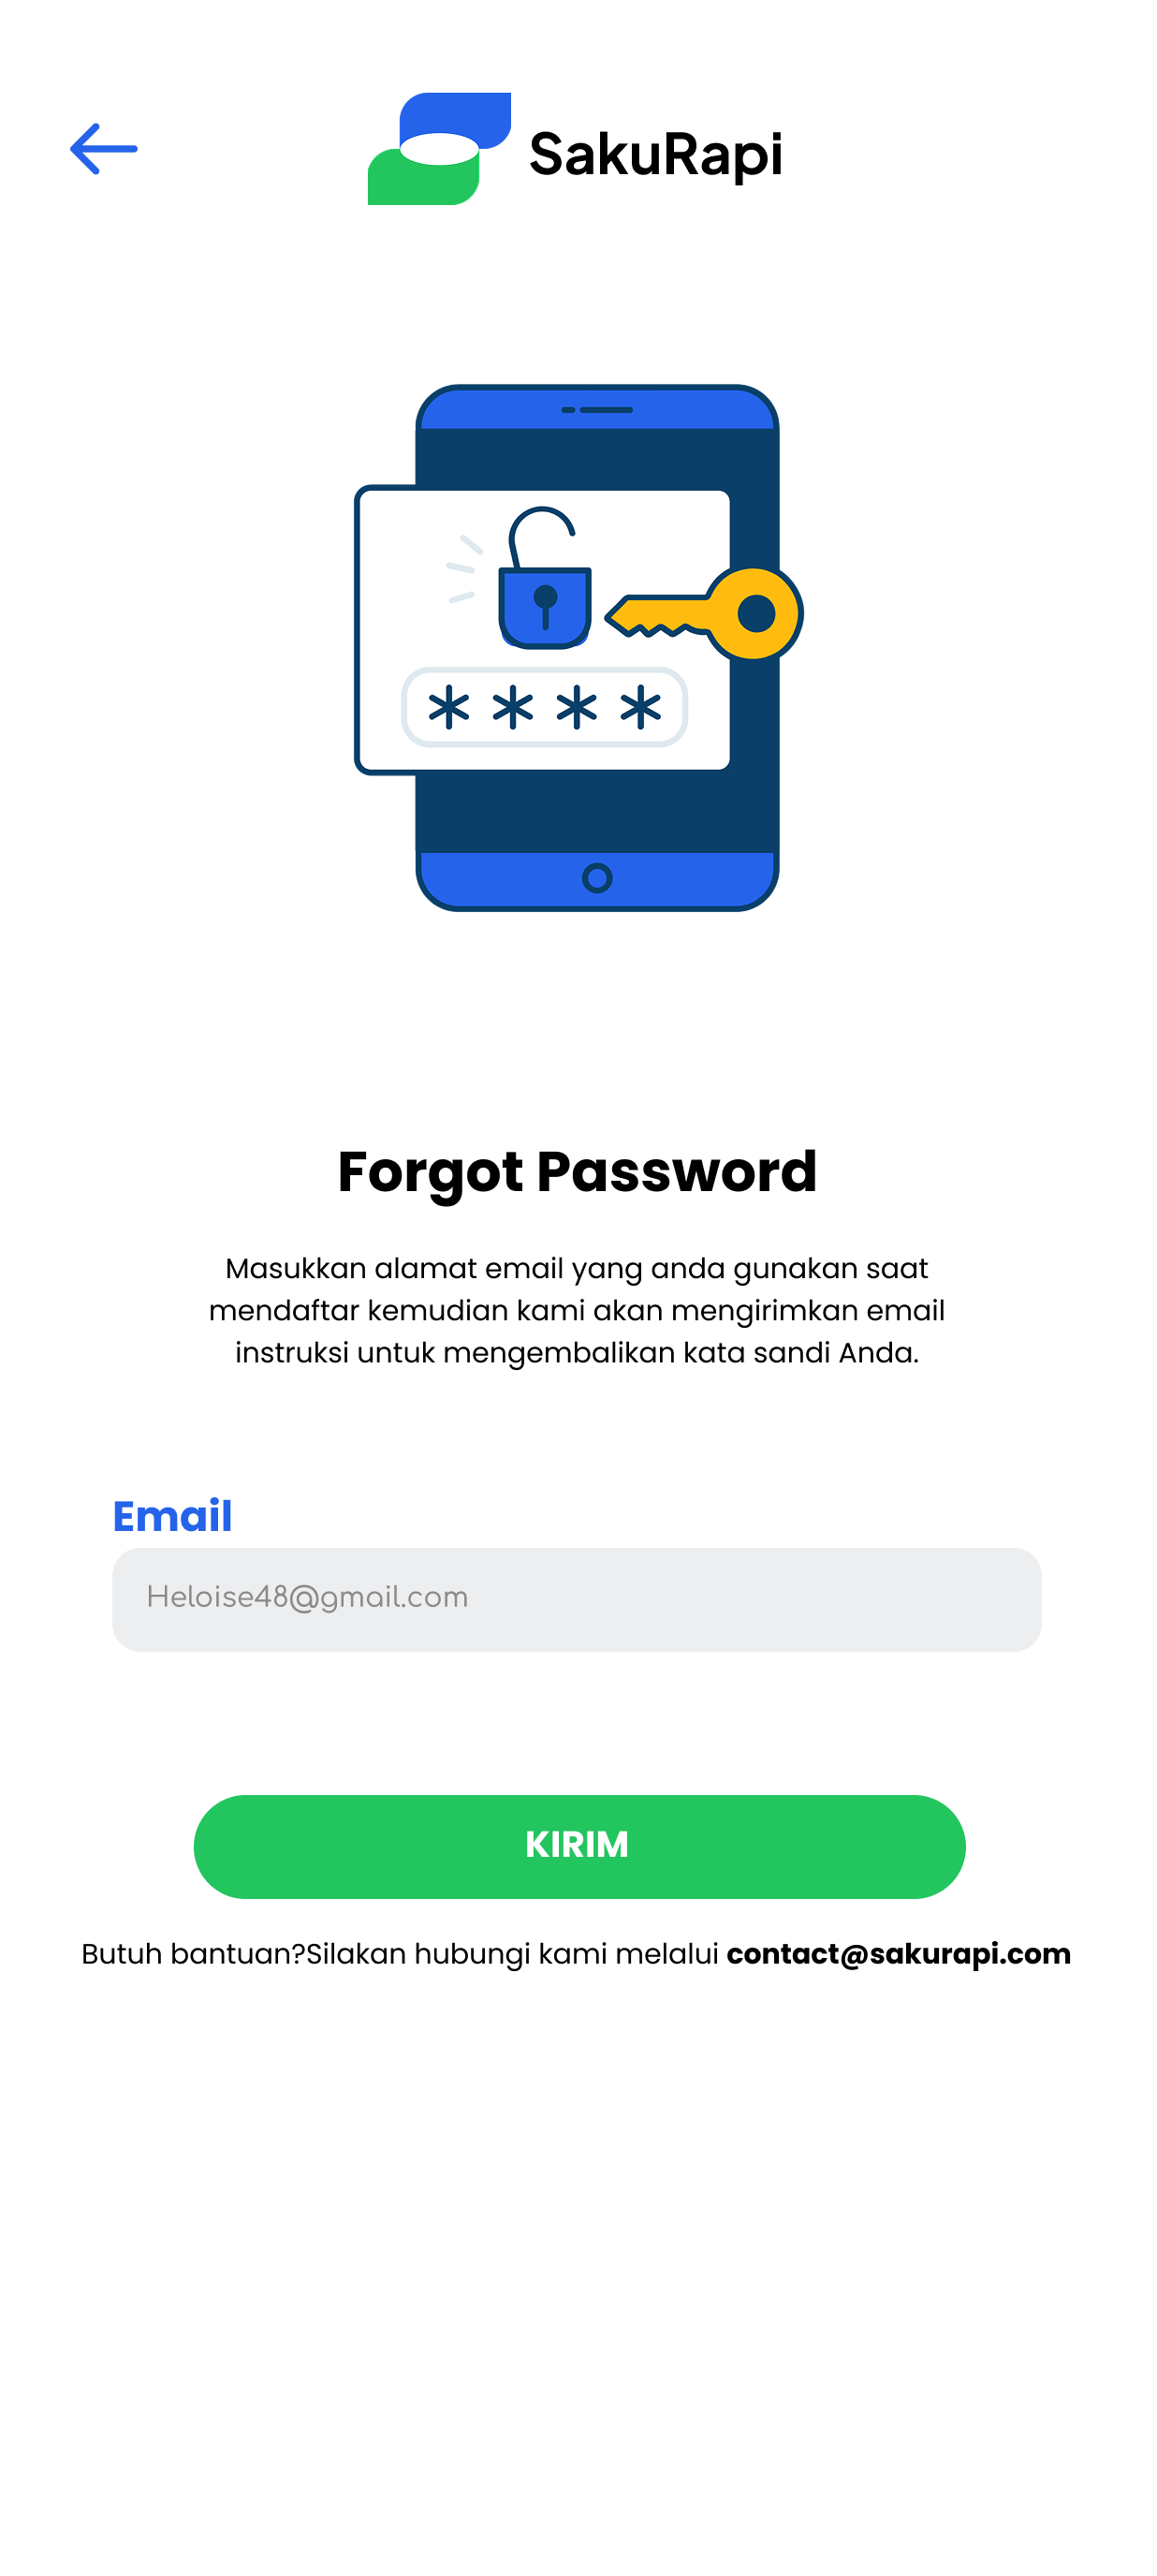 SakuRapi
* * * *
Forgot Password
Masukkan alamat email yang anda gunakan saat
mendaftar kemudian kami akan mengirimkan email
instruksi untuk mengembalikan kata sandi Anda.
Email
Heloise48@gmail.com
KIRIM
Butuh bantuan?Silakan hubungi kami melalui contact@sakurapi.com